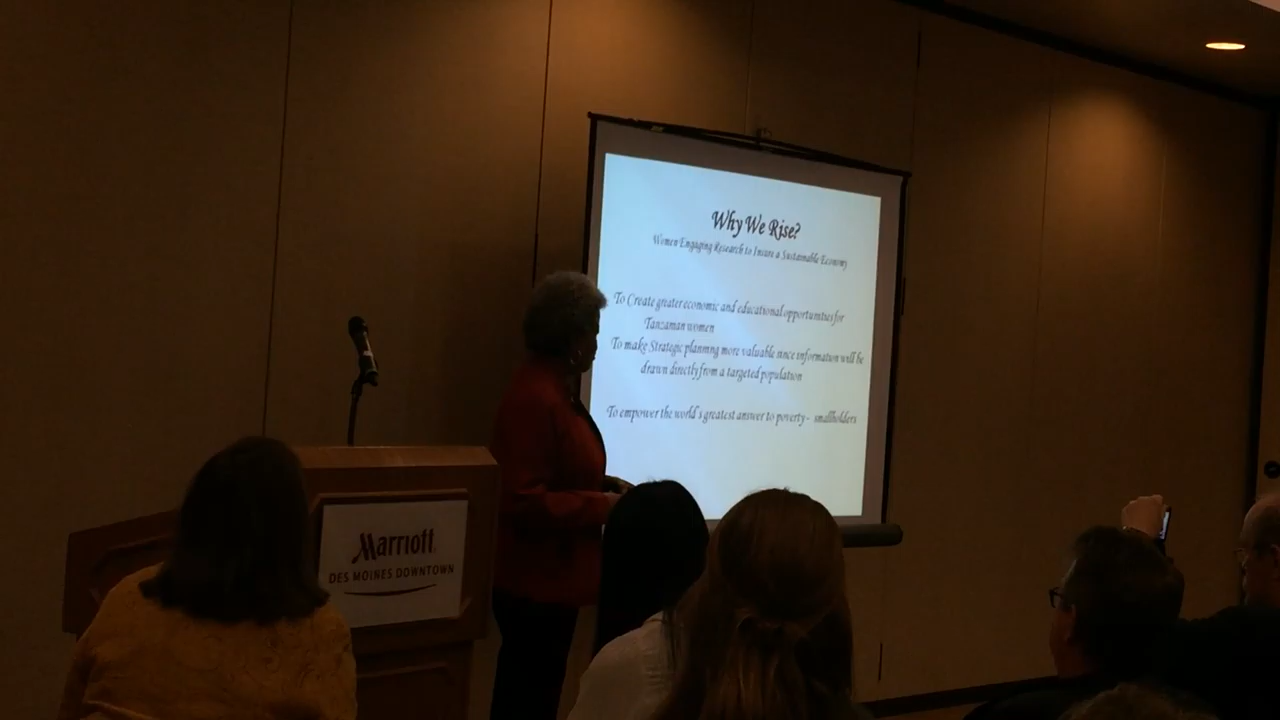 Why We Rise?
Women Engaging Research to Insure a Sustainable Economy
To Create greater economic and educational opportunities for
Tanzanian women
To make Strategic planning more valuable since information will be
drawn directly from a targeted population
To empower the world's greatest answer to poverty- smallholders
Marriott
DES MOINES DOWNTOWN